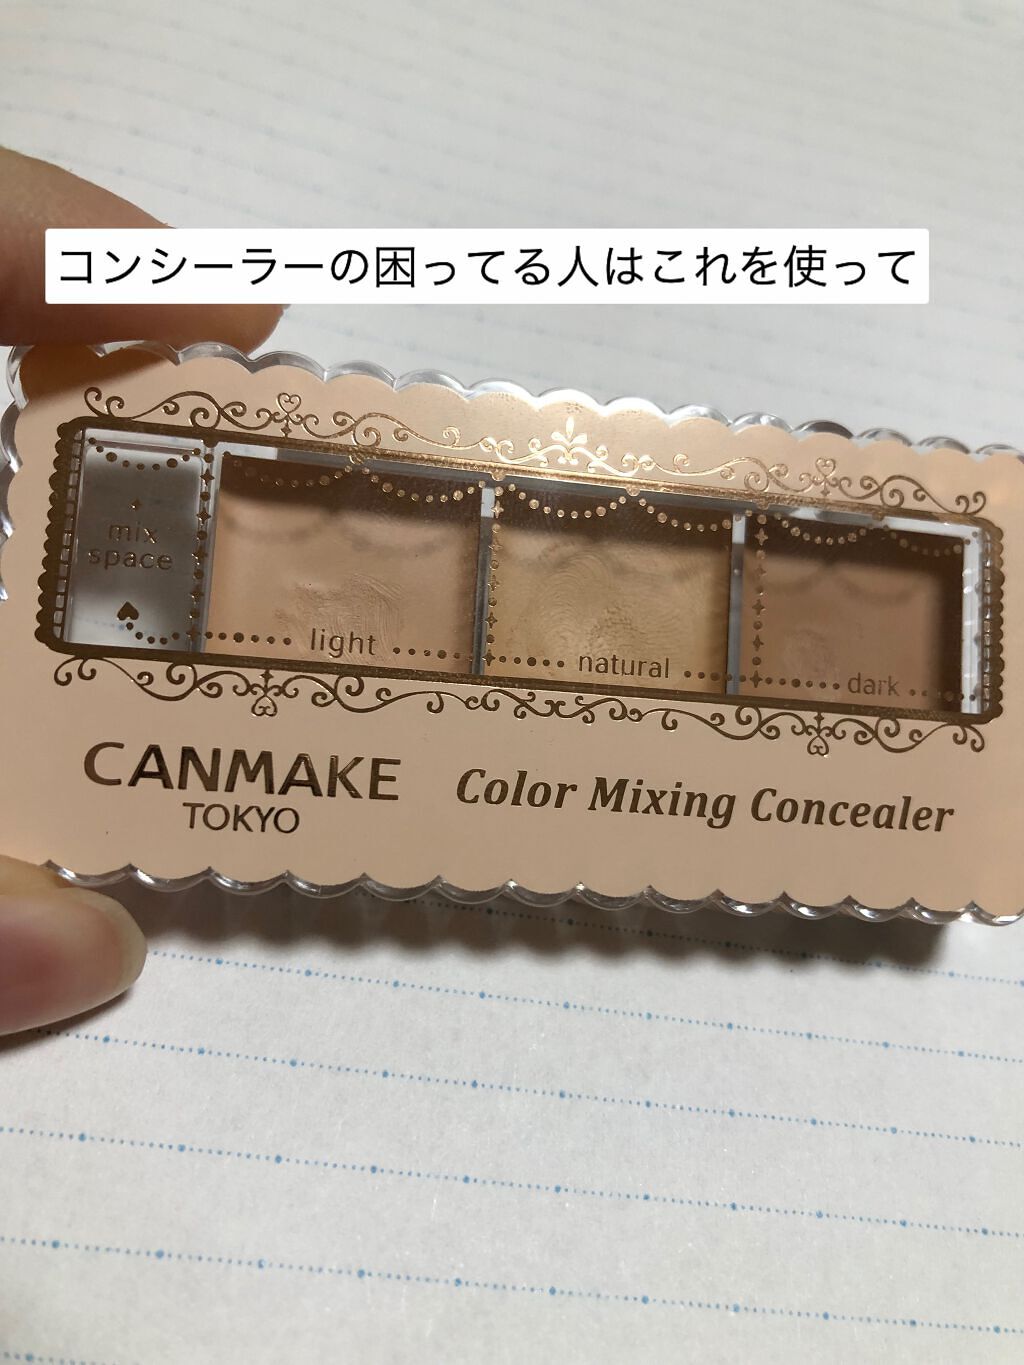 コンシーラーの困ってる人はこれを使って
mix
space
light
natural
dark
CANMAKE
TOKYO
Color Mixing Concealer